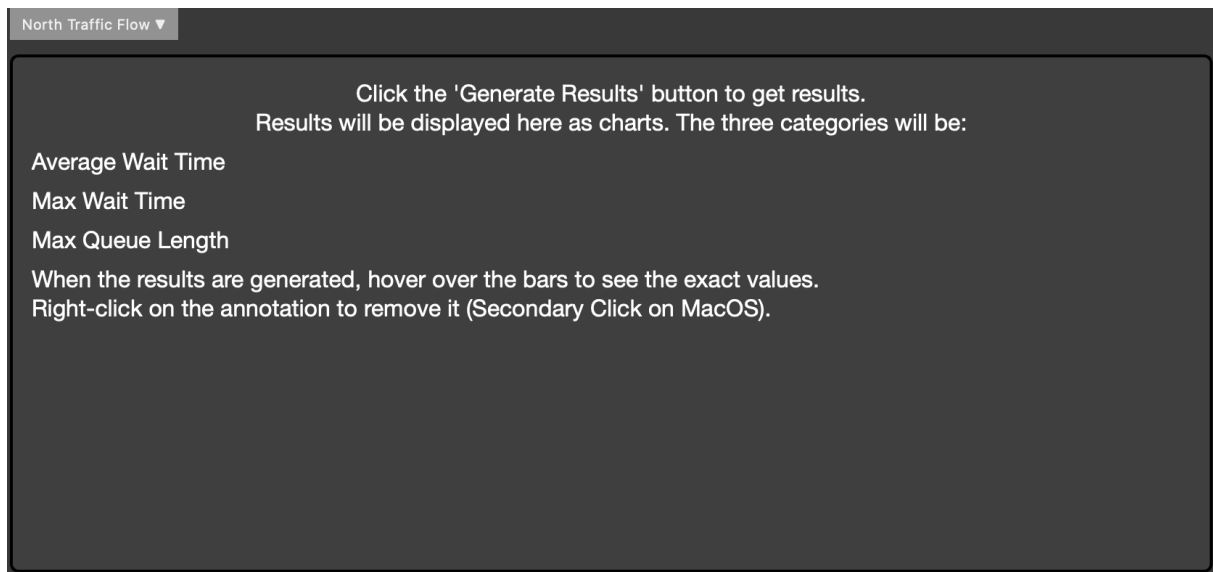 North Traffic Flow ▼
Click the 'Generate Results' button to get results.
Results will be displayed here as charts. The three categories will be:
Average Wait Time
Max Wait Time
Max Queue Length
When the results are generated, hover over the bars to see the exact values.
Right-click on the annotation to remove it (Secondary Click on MacOS).